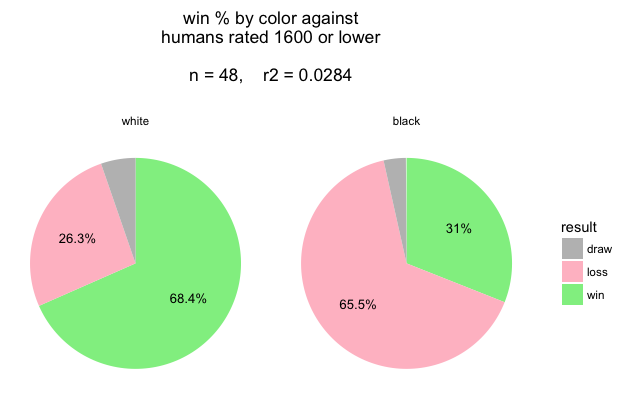 win % by color against
humans rated 1600 or lower
n = 48, r2 = 0.0284
white
black
26.3%
68.4%
31%
65.5%
result
draw
loss
win